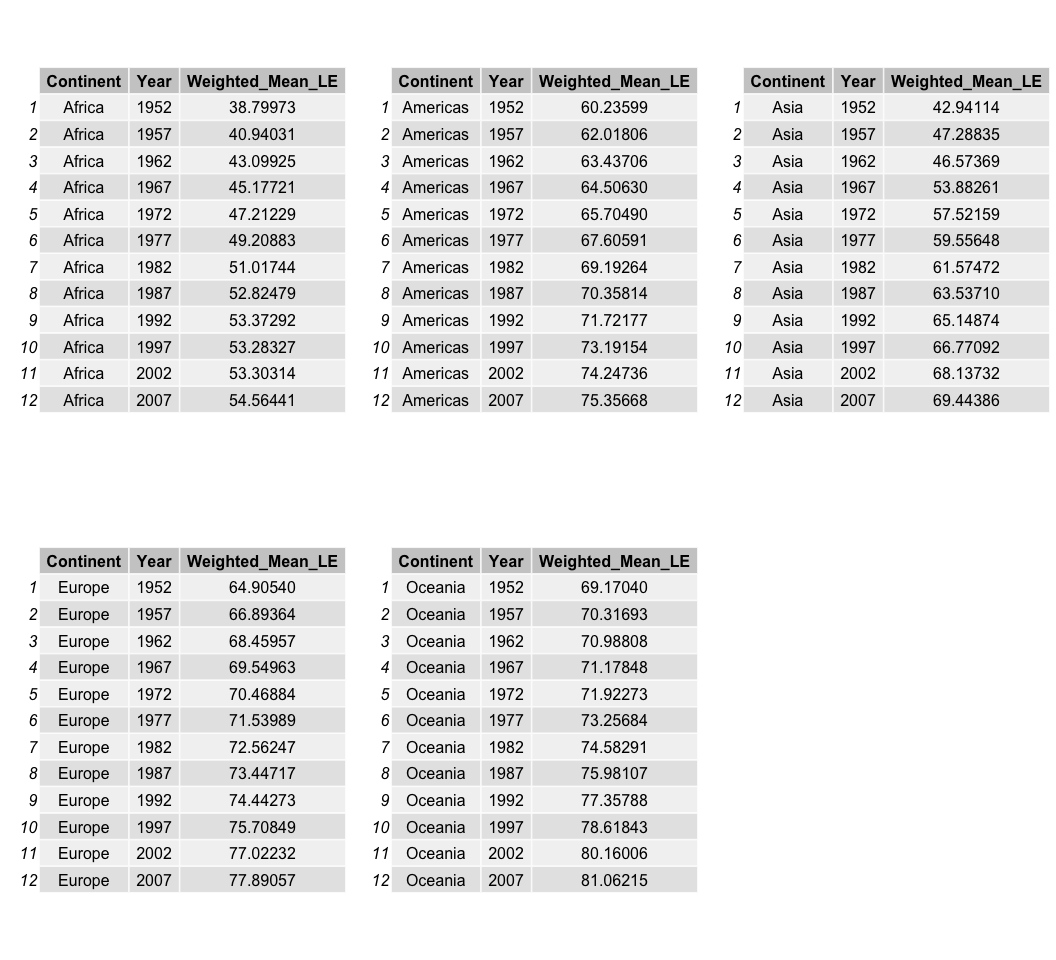 Continent Year Weighted_Mean_LE
1 Africa 1952 38.79973
2 Africa 1957 40.94031
3 Africa 1962 43.09925
4 Africa 1967 45.17721
5 Africa 1972 47.21229
6 Africa 1977 49.20883
7 Africa 1982 51.01744
8 Africa 1987 52.82479
9 Africa 1992 53.37292
10 Africa 1997 53.28327
11 Africa 2002 53.30314
12 Africa 2007 54.56441
Continent Year Weighted_Mean_LE
1 Americas 1952 60.23599
2 Americas 1957 62.01806
3 Americas 1962 63.43706
4 Americas 1967 64.50630
5 Americas 1972 65.70490
6 Americas 1977 67.60591
7 Americas 1982 69.19264
8 Americas 1987 70.35814
9 Americas 1992 71.72177
10 Americas 1997 73.19154
11 Americas 2002 74.24736
12 Americas 2007 75.35668
Continent Year Weighted_Mean_LE
1 Asia 1952 42.94114
2 Asia 1957 47.28835
3 Asia 1962 46.57369
4 Asia 1967 53.88261
5 Asia 1972 57.52159
6 Asia 1977 59.55648
7 Asia 1982 61.57472
8 Asia 1987 63.53710
9 Asia 1992 65.14874
10 Asia 1997 66.77092
11 Asia 2002 68.13732
12 Asia 2007 69.44386
Continent Year Weighted_Mean_LE
1 Europe 1952 64.90540
2 Europe 1957 66.89364
3 Europe 1962 68.45957
4 Europe 1967 69.54963
5 Europe 1972 70.46884
6 Europe 1977 71.53989
7 Europe 1982 72.56247
8 Europe 1987 73.44717
9 Europe 1992 74.44273
10 Europe 1997 75.70849
11 Europe 2002 77.02232
12 Europe 2007 77.89057
Continent Year Weighted_Mean_LE
1 Oceania 1952 69.17040
2 Oceania 1957 70.31693
3 Oceania 1962 70.98808
4 Oceania 1967 71.17848
5 Oceania 1972 71.92273
6 Oceania 1977 73.25684
7 Oceania 1982 74.58291
8 Oceania 1987 75.98107
9 Oceania 1992 77.35788
10 Oceania 1997 78.61843
11 Oceania 2002 80.16006
12 Oceania 2007 81.06215